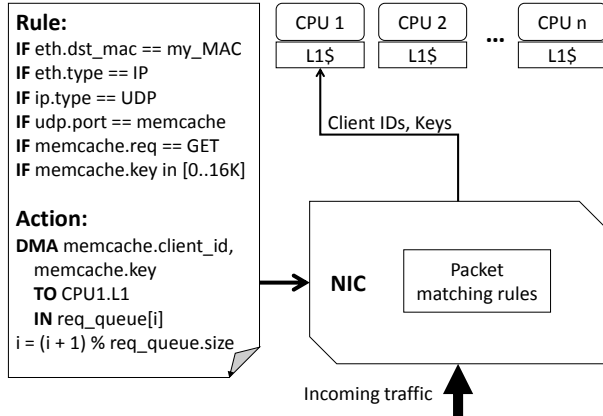 Rule:
IF eth.dst_mac == my_MAC
IF eth.type == IP
IF ip.type == UDP
IF udp.port == memcache
IF memcache.req == GET
IF memcache.key in [0..16K]
Action:
DMA memcache.client_id,
memcache.key
TO CPU1.L1
IN req_queue[i]
i = (i + 1) % req_queue.size
CPU 1
CPU 2
...
CPU n
L1$
L1$
L1$
Client IDs, Keys
NIC
Packet
matching rules
Incoming traffic